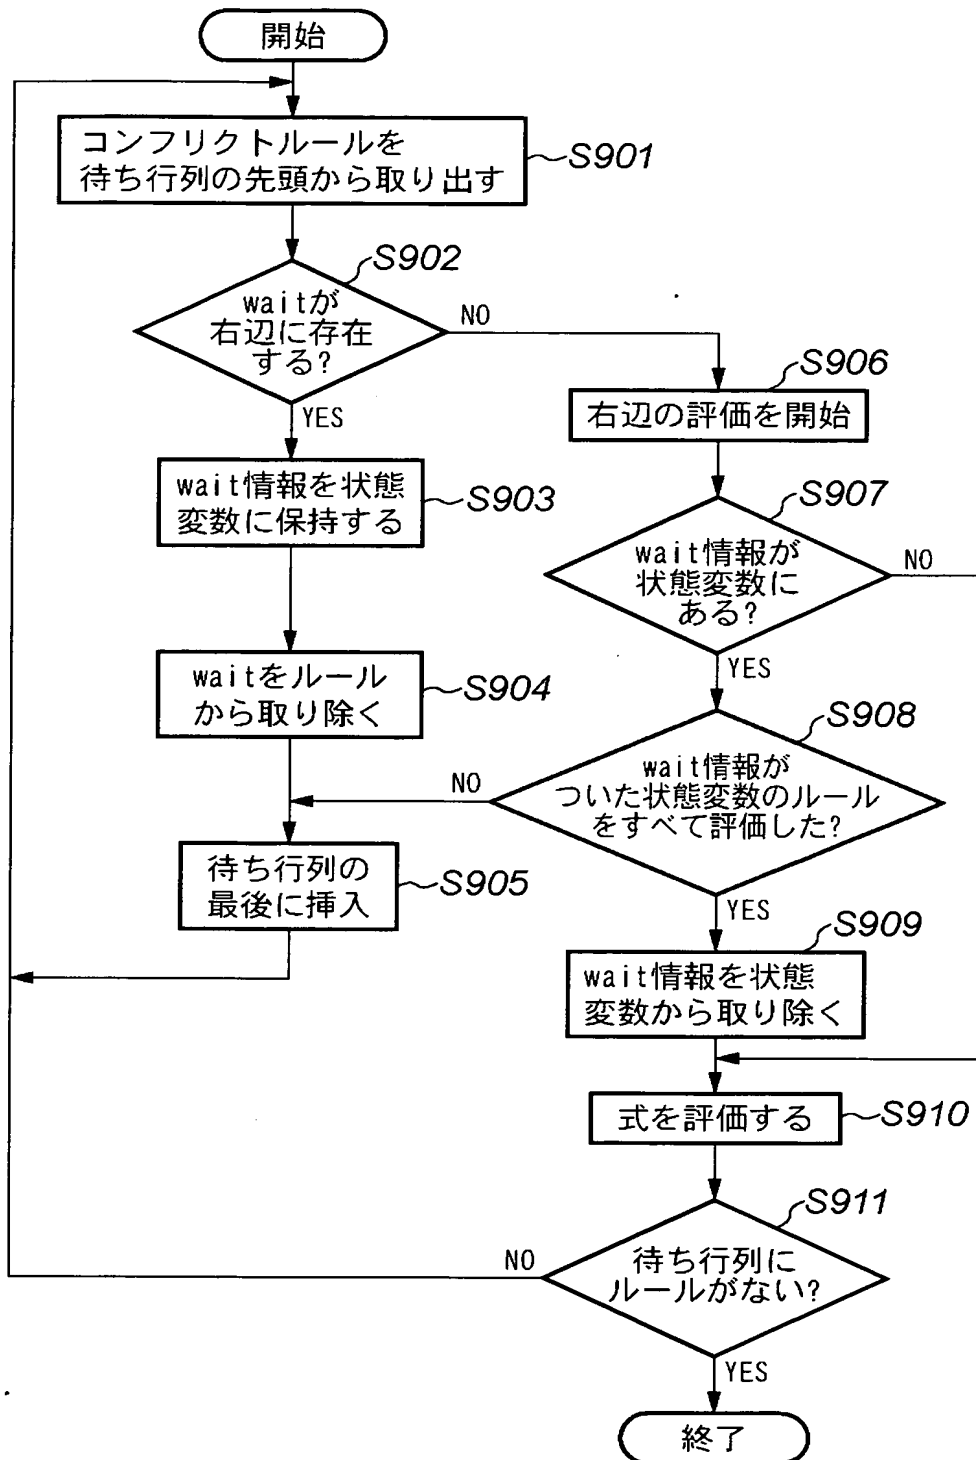 開始
コンフリクトルールを
待ち行列の先頭から取り出す
S901
S902
waitが
右辺に存在
する?
NO
YES
wait情報を状態
変数に保持する
S903
waitをルール
から取り除く
S904
待ち行列の
最後に挿入
S905
S906
右辺の評価を開始
S907
wait情報が
状態変数に
ある?
NO
YES
S908
wait情報が
ついた状態変数のルール
をすべて評価した?
NO
YES
S909
wait情報を状態
変数から取り除く
式を評価する
S910
S911
待ち行列に
ルールがない?
NO
YES
終了